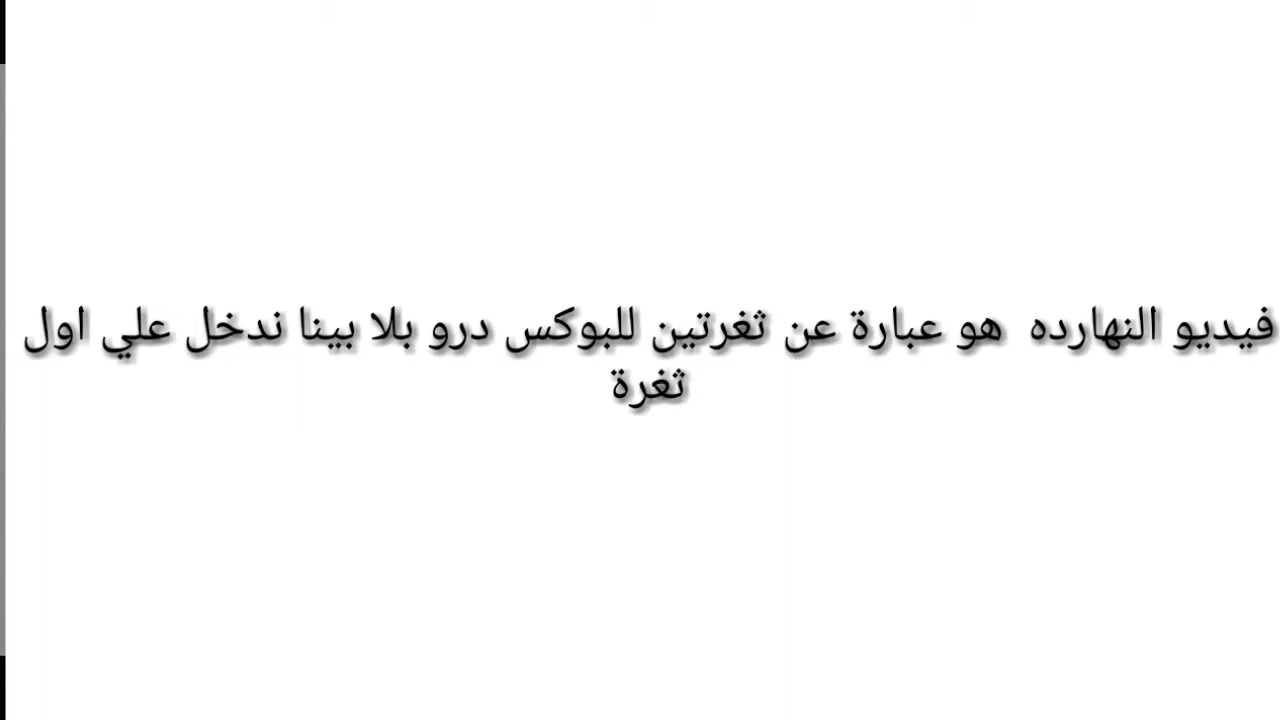 فيديو النهارده هو عبارة عن ثغرتين للبوكس درو بلا بينا ندخل علي اول
ثغرة